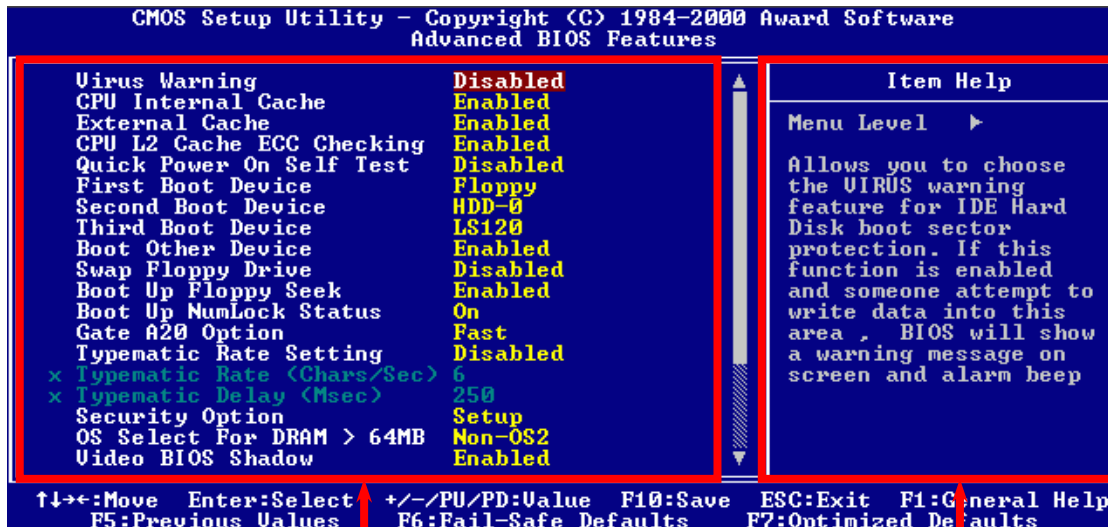 CMOS Setup Utility – Copyright (C) 1984-2000 Award Software
Advanced BIOS Features
Virus Warning Disabled
CPU Internal Cache Enabled
External Cache Enabled
CPU L2 Cache ECC Checking Enabled
Quick Power On Self Test Disabled
First Boot Device Floppy
Second Boot Device HDD-0
Third Boot Device LS120
Boot Other Device Enabled
Swap Floppy Drive Disabled
Boot Up Floppy Seek Enabled
Boot Up NumLock Status On
Gate A20 Option Fast
Typematic Rate Setting Disabled
x Typematic Rate (Chars/Sec) 6
x Typematic Delay (Msec) 250
Security Option Setup
OS Select For DRAM > 64MB Non-OS2
Video BIOS Shadow Enabled
Item Help
Menu Level ▶
Allows you to choose
the VIRUS warning
feature for IDE Hard
Disk boot sector
protection. If this
function is enabled
and someone attempt to
write data into this
area , BIOS will show
a warning message on
screen and alarm beep
↑↓→←:Move Enter:Select +/-/PU/PD:Value F10:Save ESC:Exit F1:General Help
F5:Previous Values F6:Fail-Safe Defaults F7:Optimized Defaults